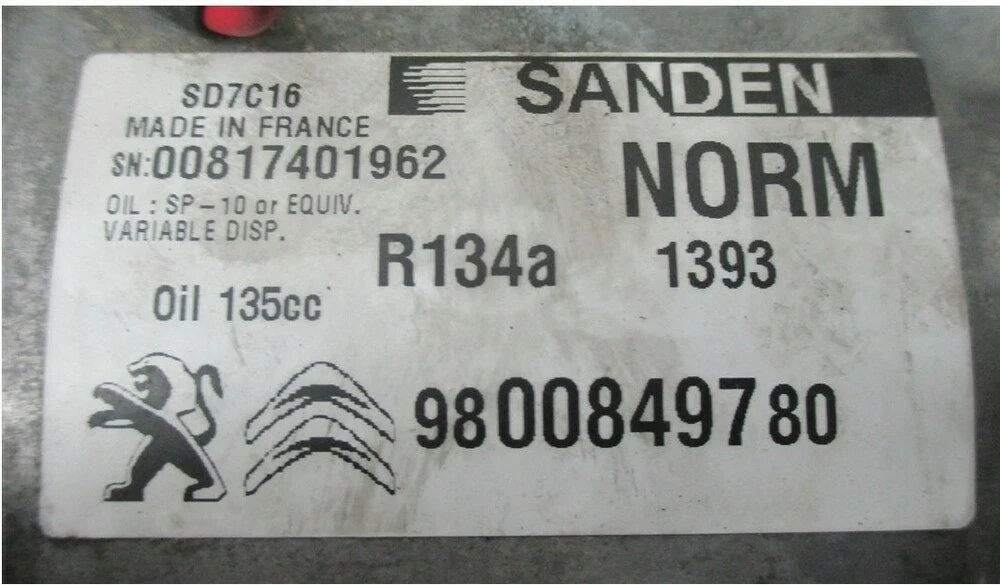 SANDEN
SD7C16
MADE IN FRANCE
SN:00817401962
NORM
OIL : SP-10 or EQUIV.
VARIABLE DISP.
R134a
1393
Oil 135cc
9800849780